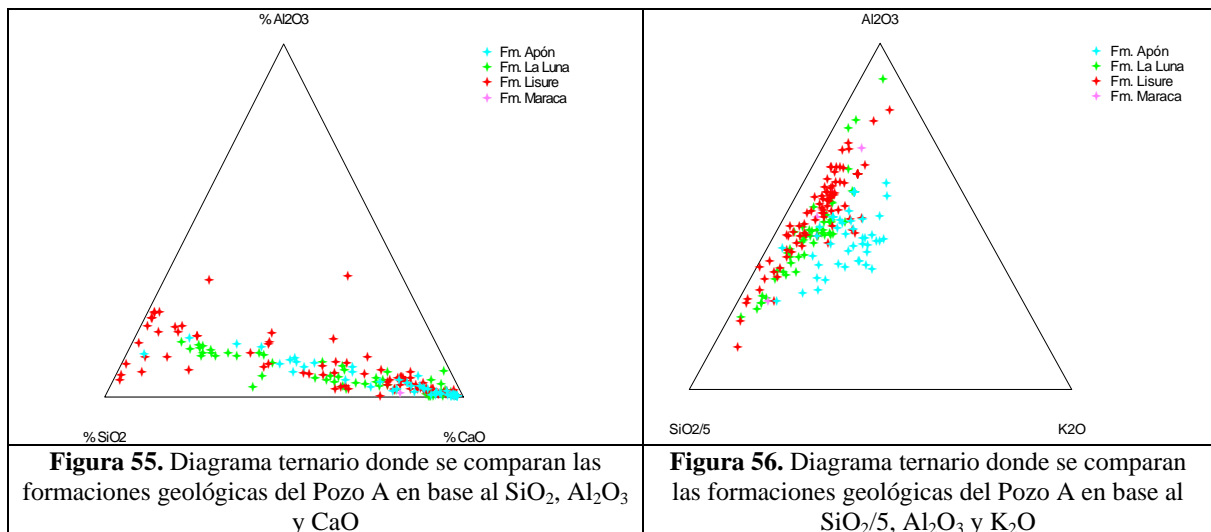 % Al2O3
Fm. Apón
Fm. La Luna
Fm. Lisure
Fm. Maraca
% SiO2
% CaO
Figura 55. Diagrama ternario donde se comparan las
formaciones geológicas del Pozo A en base al SiO₂, Al₂O₃
y CaO
Al2O3
Fm. Apón
Fm. La Luna
Fm. Lisure
Fm. Maraca
SiO2/5
K2O
Figura 56. Diagrama ternario donde se comparan
las formaciones geológicas del Pozo A en base al
SiO₂/5, Al₂O₃ y K₂O